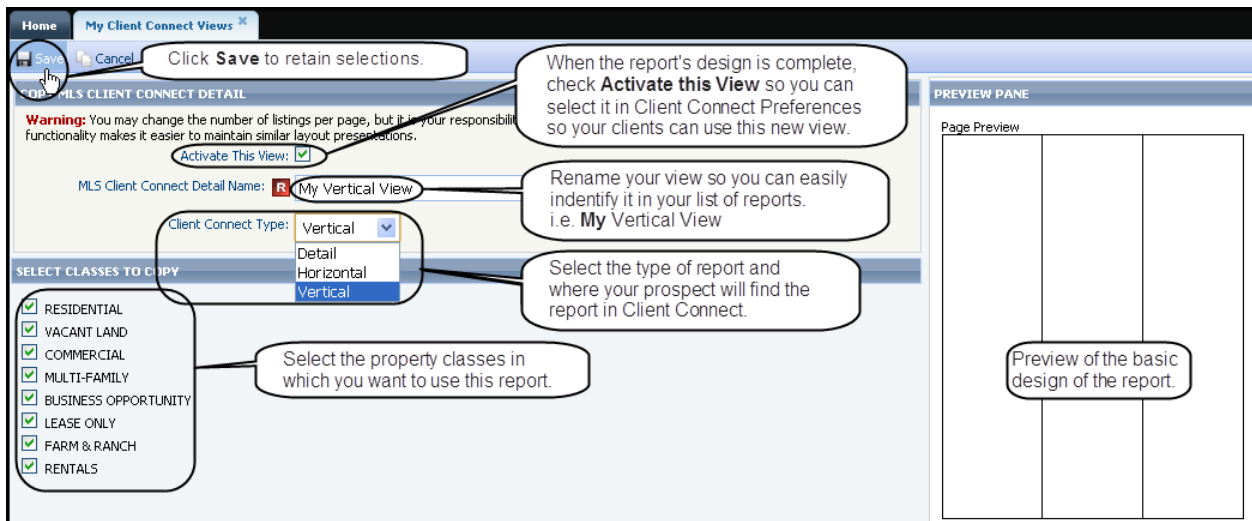 Home
My Client Connect Views
Save
Cancel
Click Save to retain selections.
When the report's design is complete,
check Activate this View so you can
select it in Client Connect Preferences
so your clients can use this new view.
COPY MLS CLIENT CONNECT DETAIL
PREVIEW PANE
Warning: You may change the number of listings per page, but it is your responsibilit
functionality makes it easier to maintain similar layout presentations.
Page Preview
Activate This View:
MLS Client Connect Detail Name: R My Vertical View
Rename your view so you can easily
indentify it in your list of reports.
i.e. My Vertical View
Client Connect Type: Vertical
Detail
Horizontal
Vertical
Select the type of report and
where your prospect will find the
report in Client Connect.
SELECT CLASSES TO COPY
RESIDENTIAL
VACANT LAND
COMMERCIAL
MULTI-FAMILY
BUSINESS OPPORTUNITY
LEASE ONLY
FARM & RANCH
RENTALS
Select the property classes in
which you want to use this report.
Preview of the basic
design of the report.